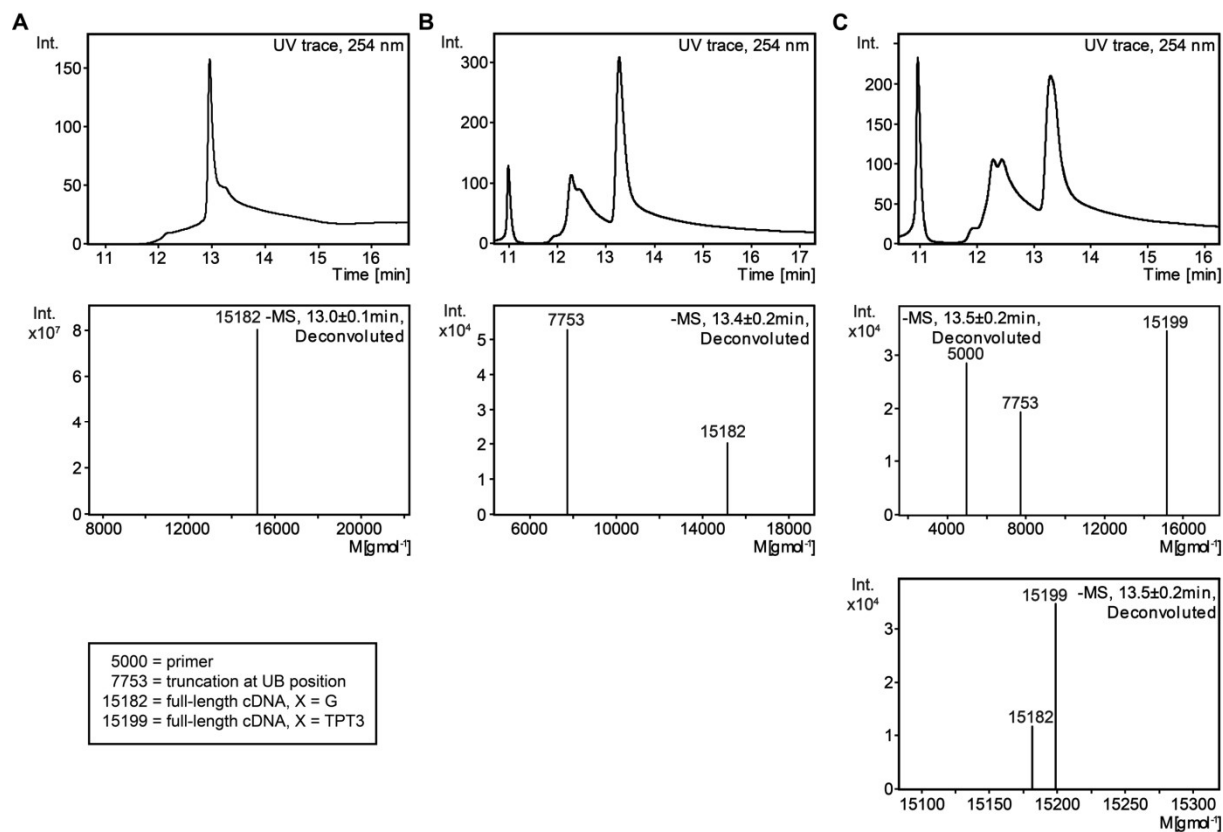 A
Int.
UV trace, 254 nm
150
100
50
0
11 12 13 14 15 16
Time [min]
B
Int.
UV trace, 254 nm
300
200
100
0
11 12 13 14 15 16 17
Time [min]
C
Int.
UV trace, 254 nm
200
150
100
50
0
11 12 13 14 15 16
Time [min]
Int.
x10⁷
15182 -MS, 13.0±0.1min,
Deconvoluted
8
6
4
2
0
8000 12000 16000 20000
M[gmol⁻¹]
Int.
x10⁴
7753 -MS, 13.4±0.2min,
Deconvoluted
15182
5
4
3
2
1
0
6000 10000 14000 18000
M[gmol⁻¹]
Int.
x10⁴
-MS, 13.5±0.2min,
Deconvoluted
15199
5000
7753
3
2
1
0
4000 8000 12000 16000
M[gmol⁻¹]
5000 = primer
7753 = truncation at UB position
15182 = full-length cDNA, X = G
15199 = full-length cDNA, X = TPT3
Int.
x10⁴
15199 -MS, 13.5±0.2min,
Deconvoluted
15182
3
2
1
0
15100 15150 15200 15250 15300
M[gmol⁻¹]